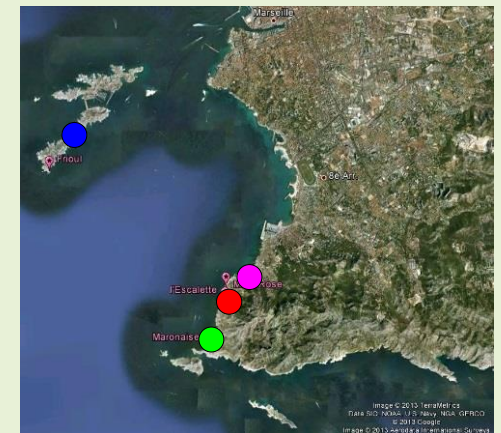 Marseille
Frioul
8e Arr.
l'Escalette
Rose
Maronaise
Image © 2013 TerraMetrics
Data SIO, NOAA, U.S. Navy, NGA, GEBCO
© 2013 Google
Image © 2013 Aerodata International Surveys